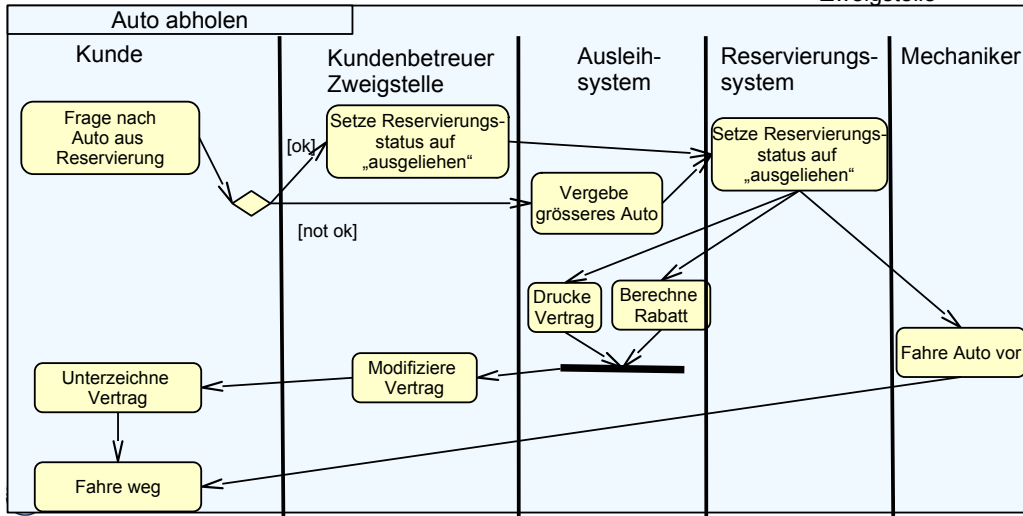 Auto abholen
Kunde
Kundenbetreuer
Zweigstelle
Ausleih-
system
Reservierungs-
system
Mechaniker
Frage nach
Auto aus
Reservierung
[ok]
[not ok]
Setze Reservierungs-
status auf
„ausgeliehen“
Vergebe
grösseres Auto
Setze Reservierungs-
status auf
„ausgeliehen“
Drucke
Vertrag
Berechne
Rabatt
Fahre Auto vor
Modifiziere
Vertrag
Unterzeichne
Vertrag
Fahre weg